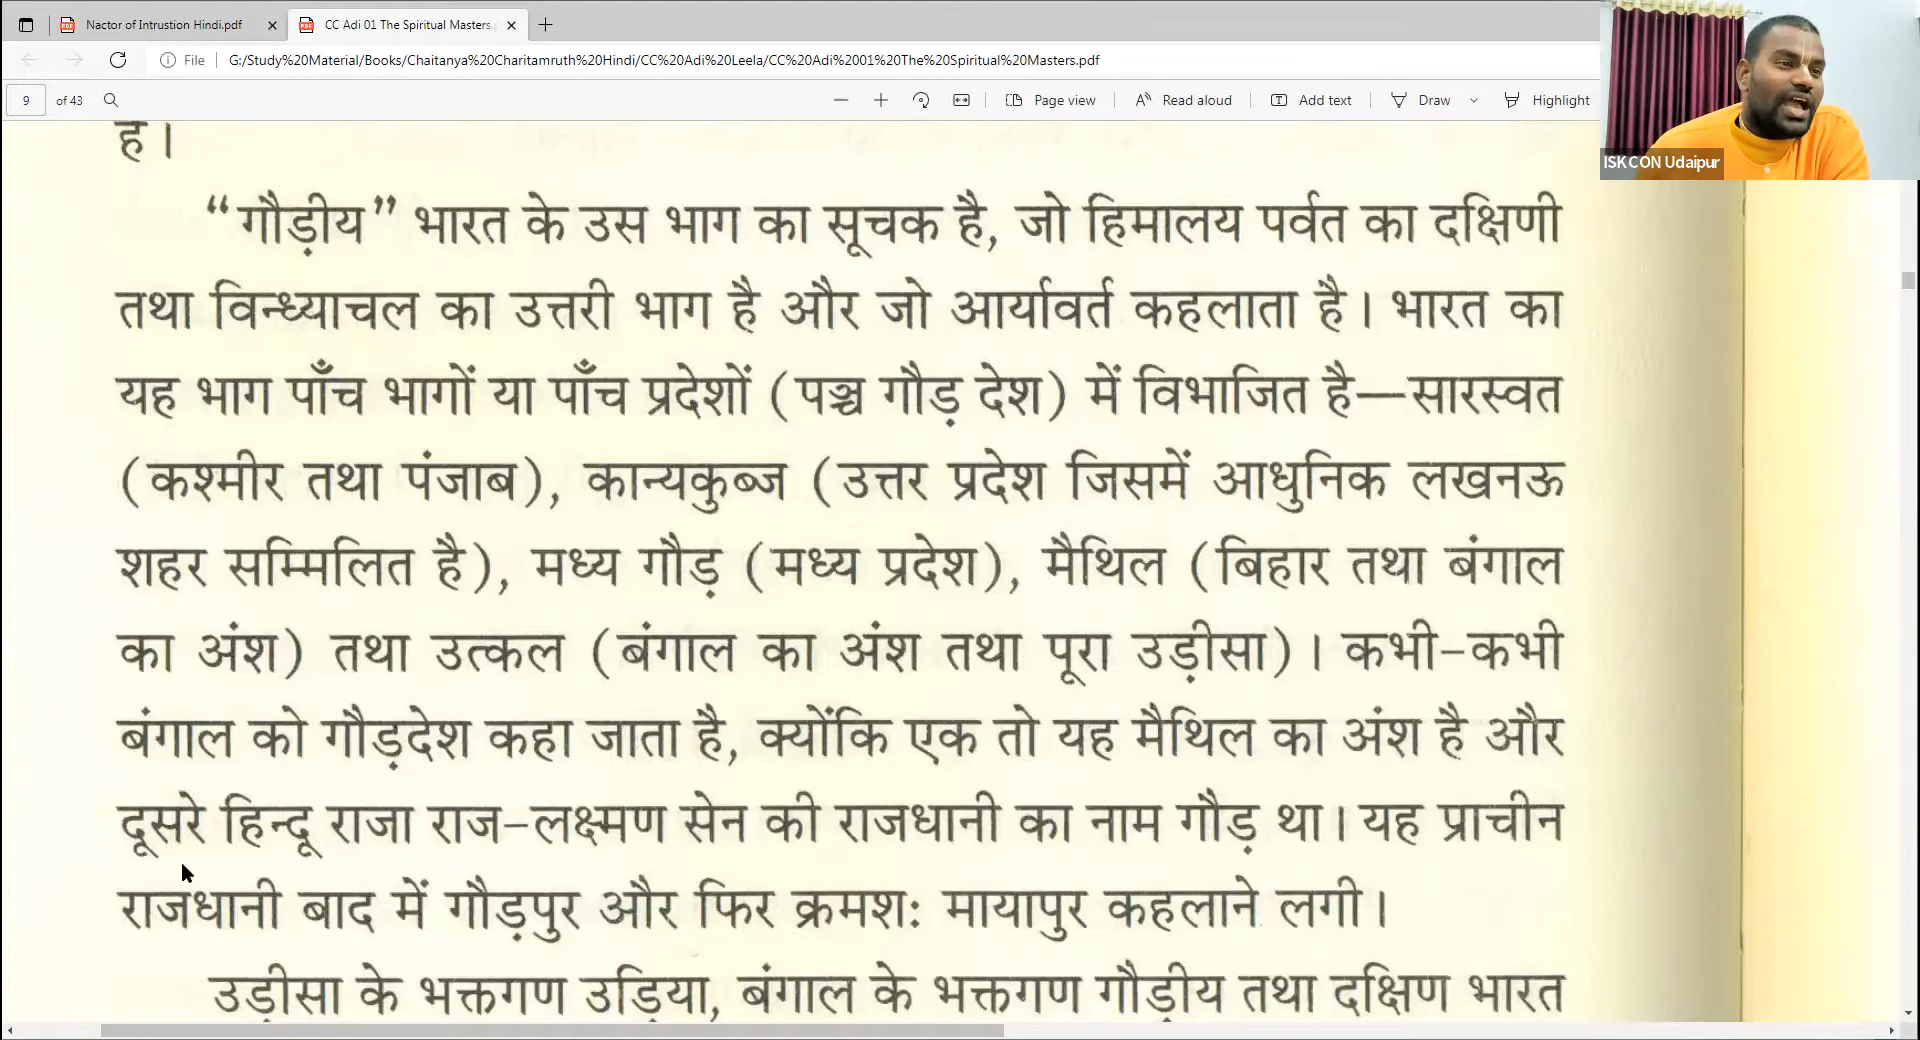 Nactor of Intrustion Hindi.pdf
CC Adi 01 The Spiritual Masters.
File
G:/Study%20Material/Books/Chaitanya%20Charitamruth%20Hindi/CC%20Adi%20Leela/CC%20Adi%2001%20The%20Spiritual%20Masters.pdf
9 of 43
Page view
Read aloud
Add text
Draw
Highlight
ISKCON Udaipur
है।
“गौड़ीय” भारत के उस भाग का सूचक है, जो हिमालय पर्वत का दक्षिणी
तथा विन्ध्याचल का उत्तरी भाग है और जो आर्यावर्त कहलाता है। भारत का
यह भाग पाँच भागों या पाँच प्रदेशों (पञ्च गौड़ देश) में विभाजित है—सारस्वत
(कश्मीर तथा पंजाब), कान्यकुब्ज (उत्तर प्रदेश जिसमें आधुनिक लखनऊ
शहर सम्मिलित है), मध्य गौड़ (मध्य प्रदेश), मैथिल (बिहार तथा बंगाल
का अंश) तथा उत्कल (बंगाल का अंश तथा पूरा उड़ीसा)। कभी-कभी
बंगाल को गौड़देश कहा जाता है, क्योंकि एक तो यह मैथिल का अंश है और
दूसरे हिन्दू राजा राज-लक्ष्मण सेन की राजधानी का नाम गौड़ था। यह प्राचीन
राजधानी बाद में गौड़पुर और फिर क्रमशः मायापुर कहलाने लगी।
उड़ीसा के भक्तगण उड़िया, बंगाल के भक्तगण गौड़ीय तथा दक्षिण भारत